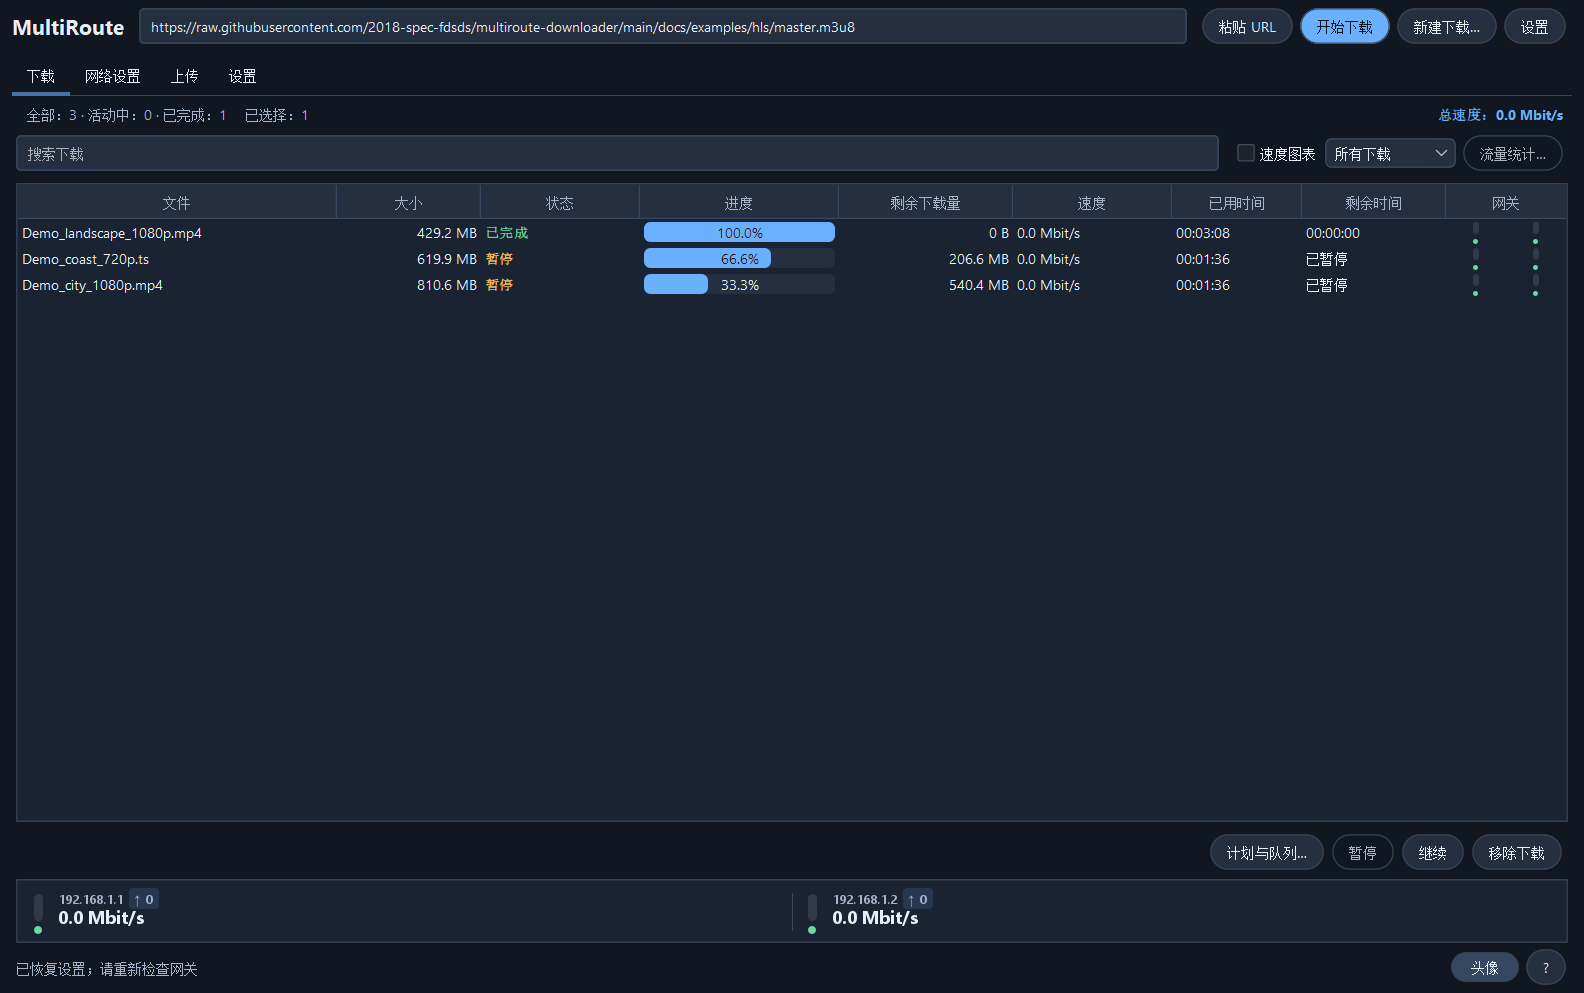 MultiRoute https://raw.githubusercontent.com/2018-spec-fdsds/multiroute-downloader/main/docs/examples/hls/master.m3u8 粘贴 URL 开始下载 新建下载... 设置
下载 网络设置 上传 设置
全部：3 · 活动中：0 · 已完成：1 已选择：1 总速度：0.0 Mbit/s
搜索下载 速度图表 所有下载 流量统计...
文件 大小 状态 进度 剩余下载量 速度 已用时间 剩余时间 网关
Demo_landscape_1080p.mp4 429.2 MB 已完成 100.0% 0 B 0.0 Mbit/s 00:03:08 00:00:00
Demo_coast_720p.ts 619.9 MB 暂停 66.6% 206.6 MB 0.0 Mbit/s 00:01:36 已暂停
Demo_city_1080p.mp4 810.6 MB 暂停 33.3% 540.4 MB 0.0 Mbit/s 00:01:36 已暂停
计划与队列... 暂停 继续 移除下载
192.168.1.1 ↑ 0 192.168.1.2 ↑ 0
0.0 Mbit/s 0.0 Mbit/s
已恢复设置；请重新检查网关 头像 ?